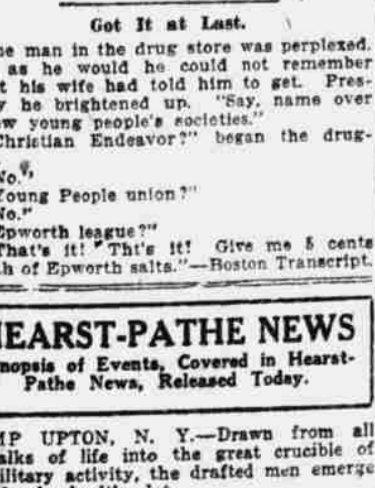 Got It at Last.
he man in the drug store was perplexed.
as he would he could not remember
t his wife had told him to get. Pres-
y he brightened up. "Say, name over
ew young people's societies."
Christian Endeavor?" began the drug-
No."
Young People union?"
No."
Epworth league?"
That's it! Tht's it! Give me 5 cents
th of Epworth salts."—Boston Transcript.
HEARST-PATHE NEWS
nopsis of Events, Covered in Hearst-
Pathe News, Released Today.
MP UPTON, N. Y.—Drawn from all
alks of life into the great crucible of
ilitary activity, the drafted men emerge